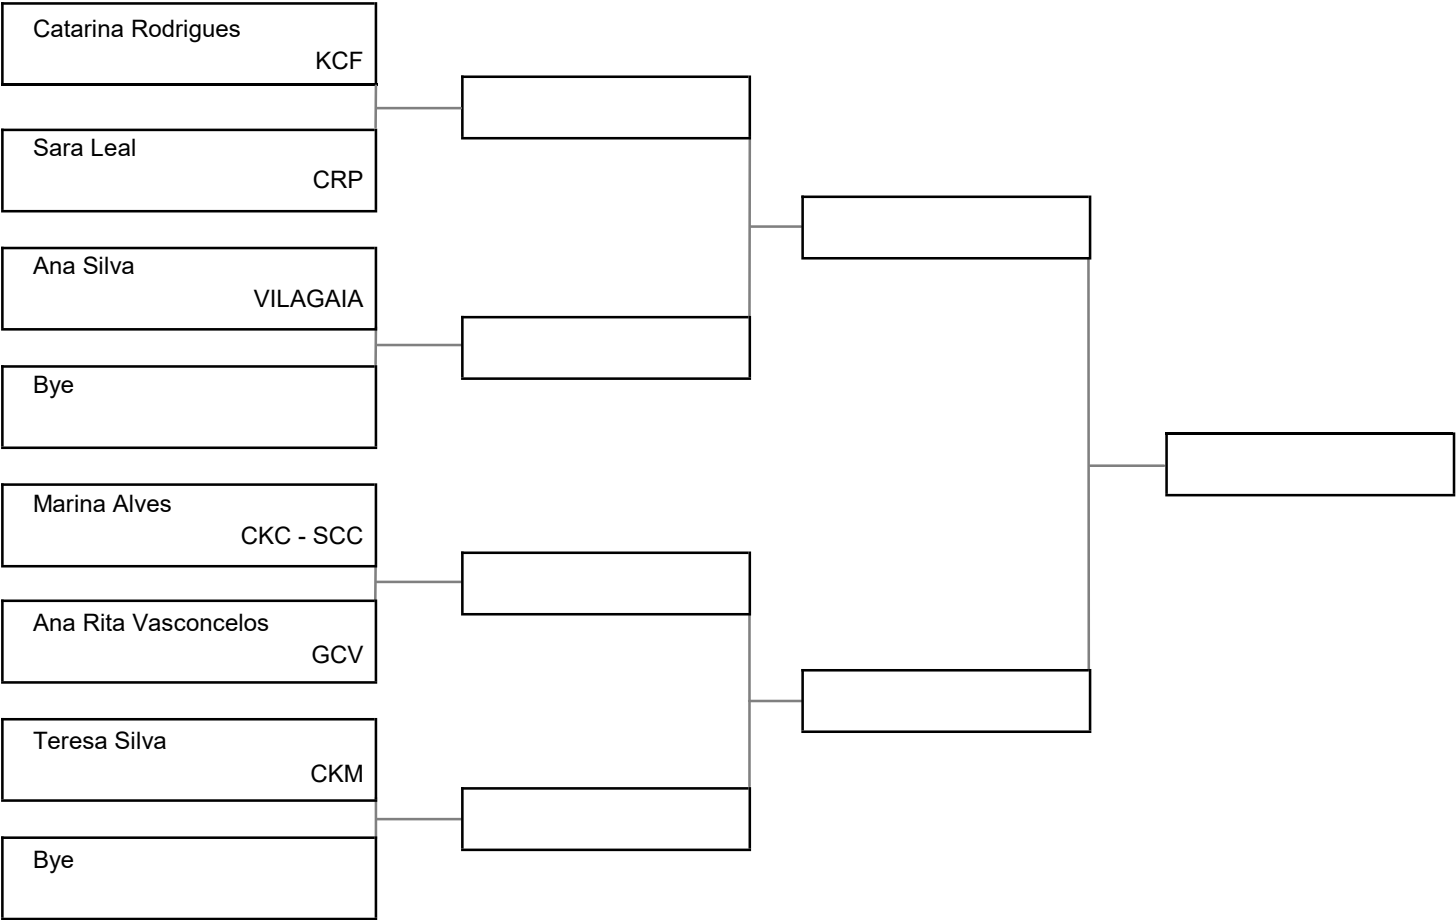 Catarina Rodrigues
KCF
Sara Leal
CRP
Ana Silva
VILAGAIA
Bye
Marina Alves
CKC - SCC
Ana Rita Vasconcelos
GCV
Teresa Silva
CKM
Bye